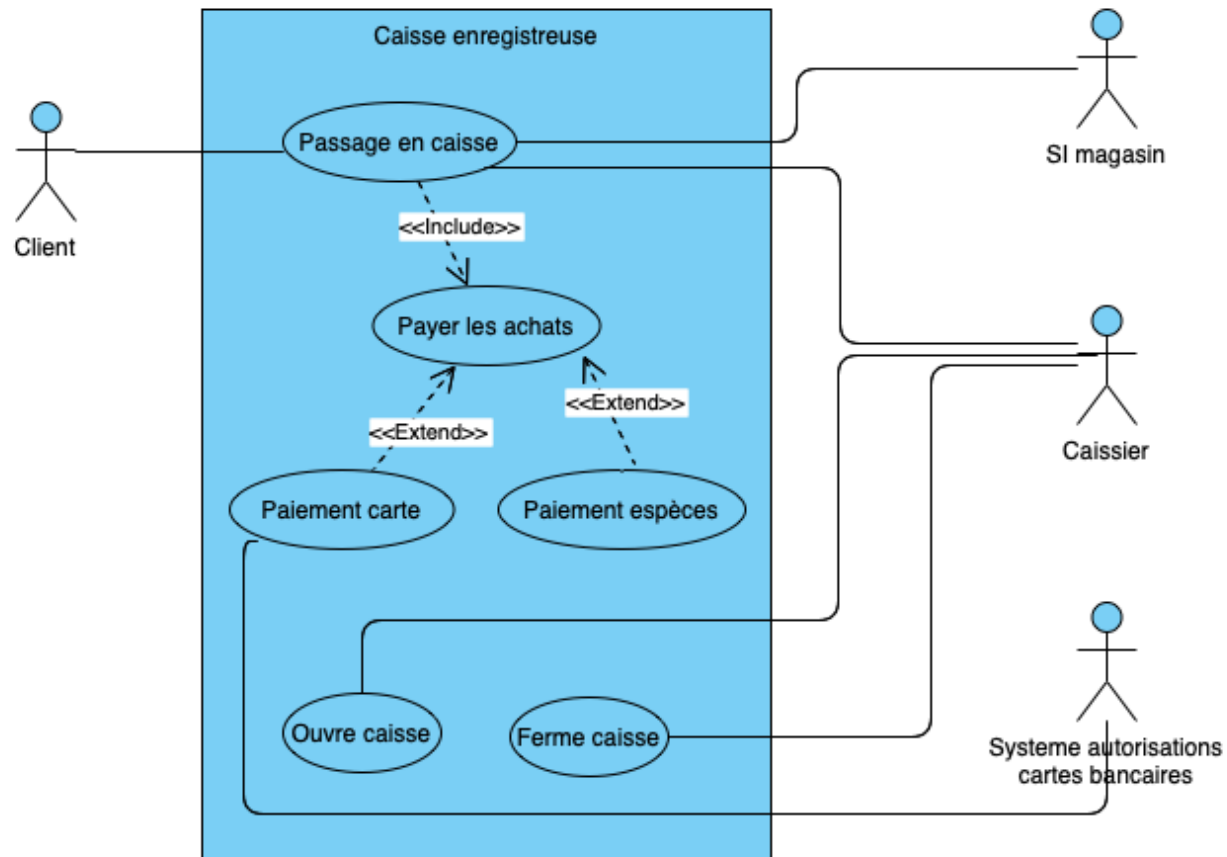 Caisse enregistreuse
Passage en caisse
SI magasin
<<Include>>
Client
Payer les achats
<<Extend>>
<<Extend>>
Caissier
Paiement carte
Paiement espèces
Ouvre caisse
Ferme caisse
Systeme autorisations
cartes bancaires